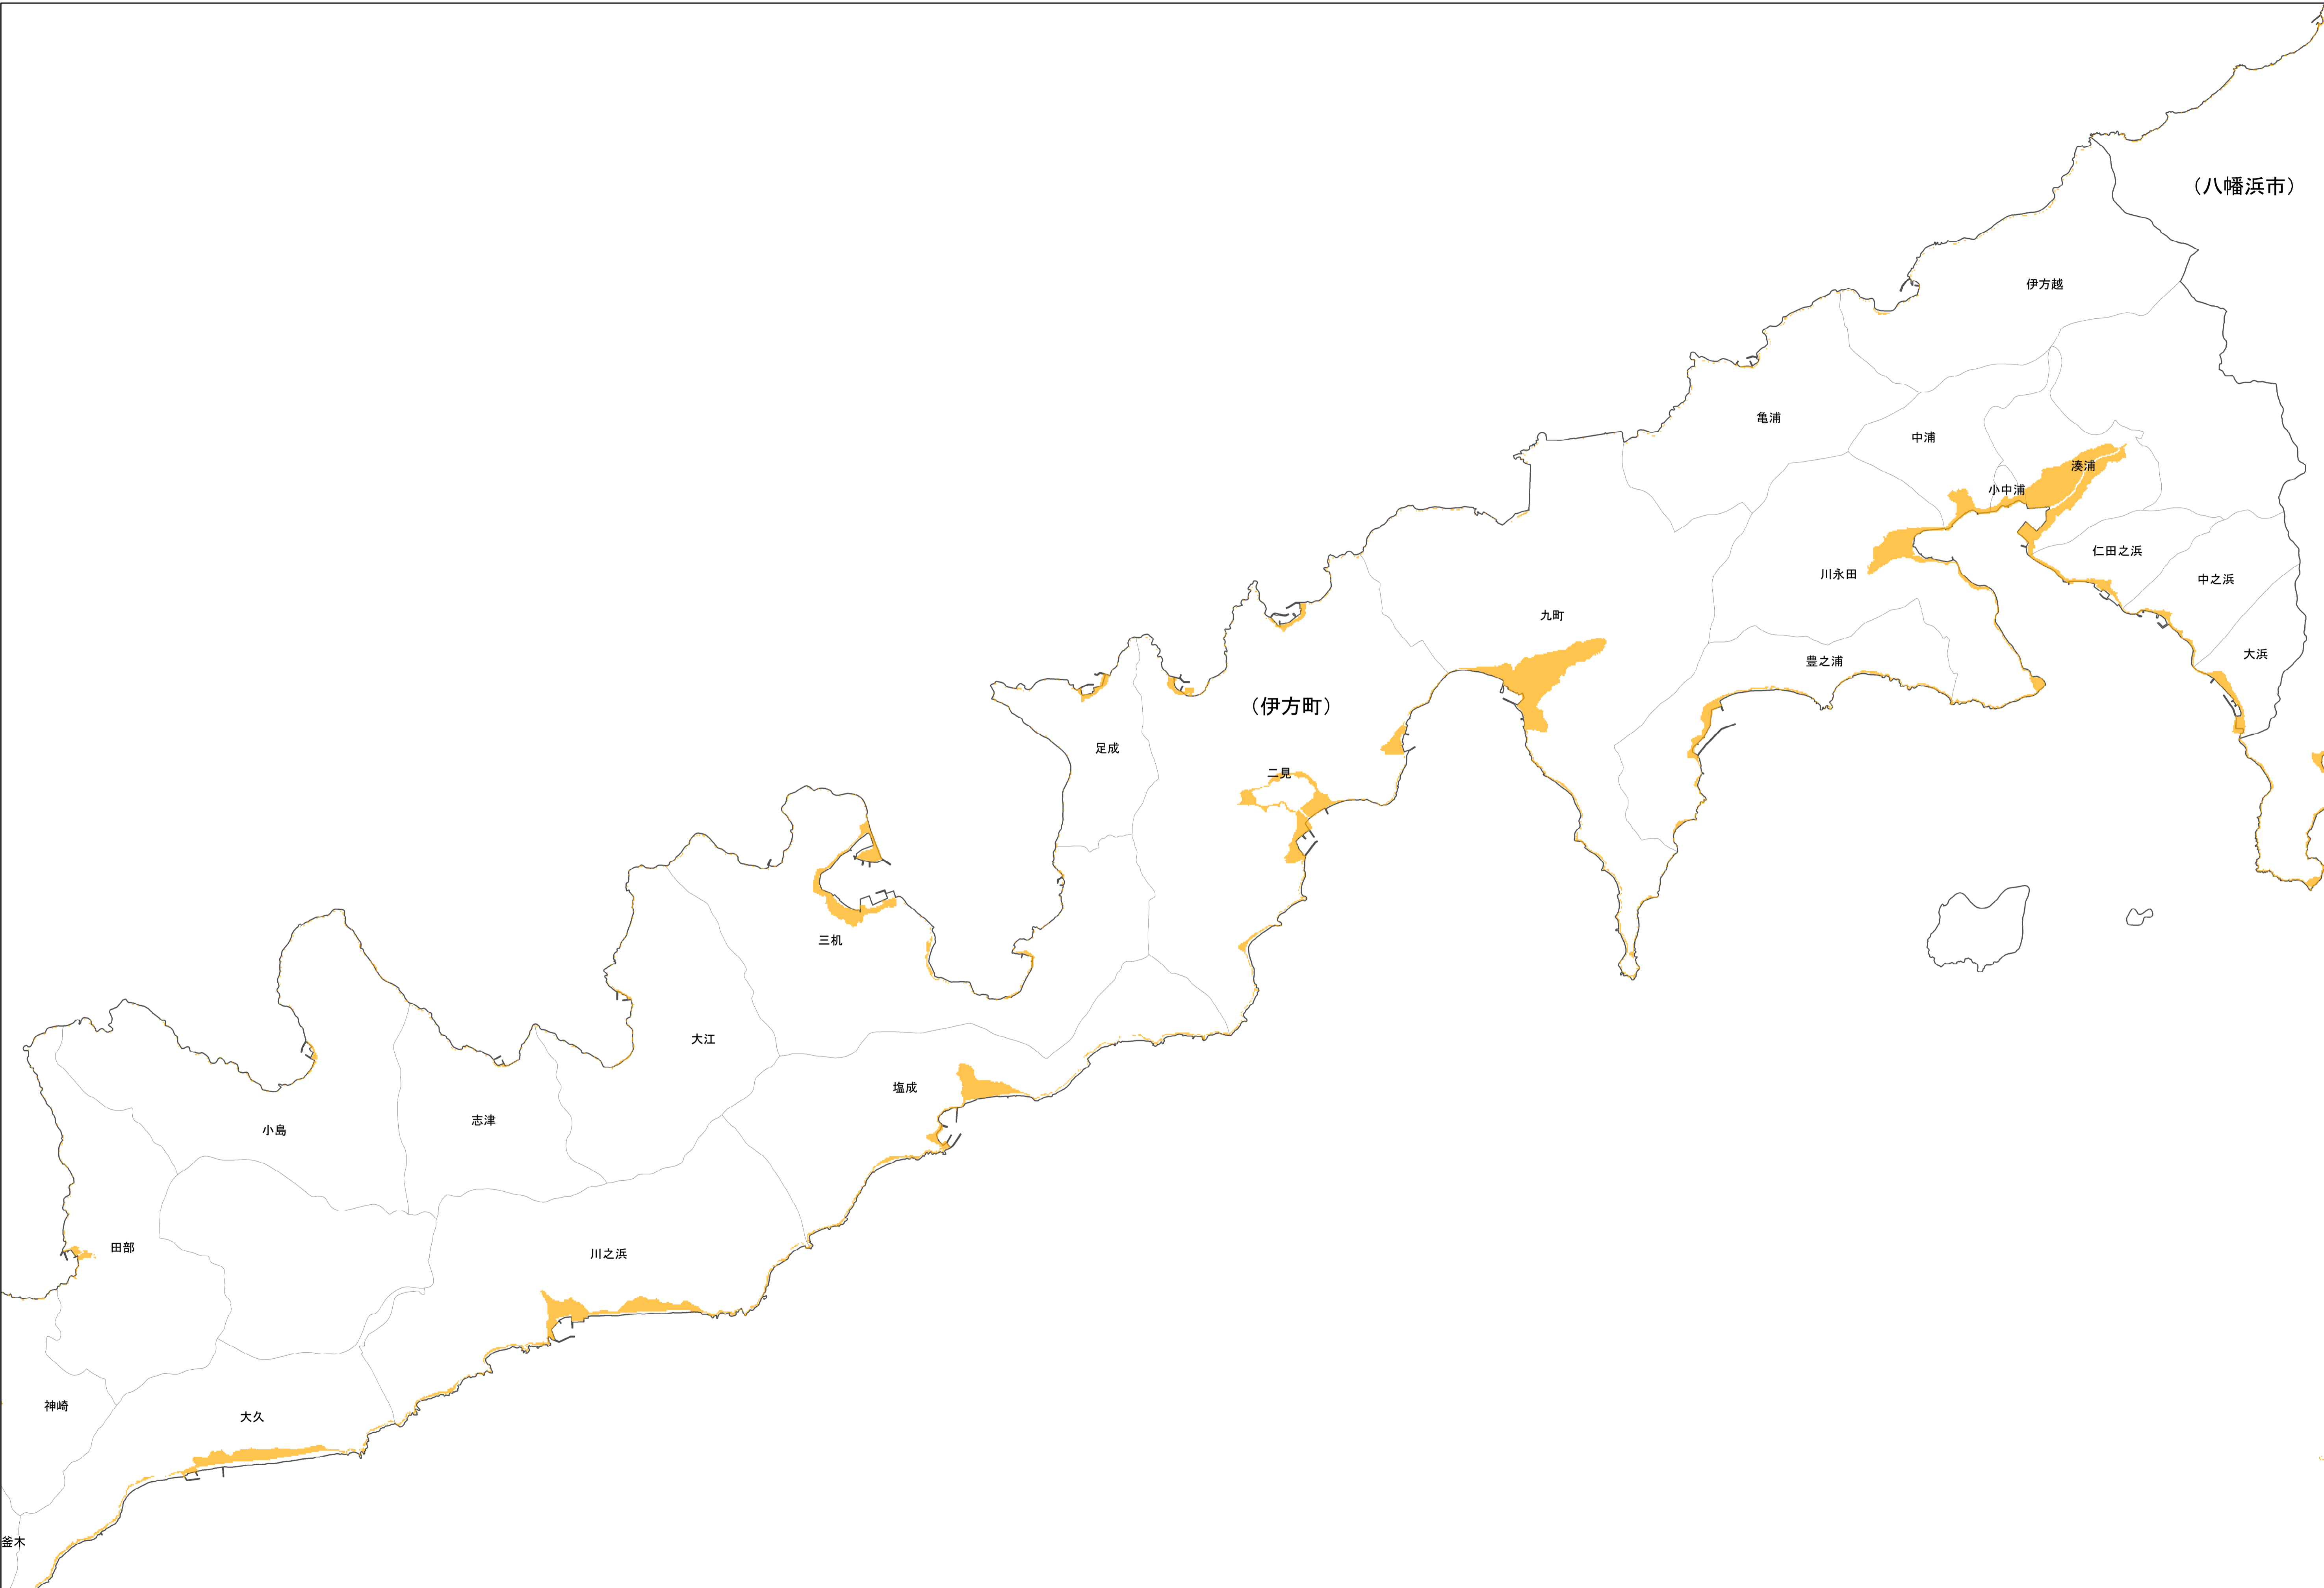 （八幡浜市）
伊方越
亀浦
中浦
湊浦
小中浦
仁田之浜
川永田
中之浜
九町
大浜
豊之浦
（伊方町）
足成
二見
三机
大江
塩成
志津
小島
田部
川之浜
神崎
大久
釜木